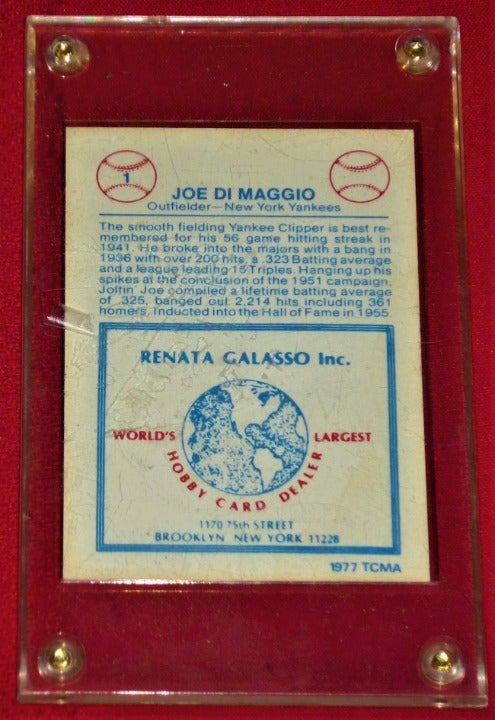 1
JOE DI MAGGIO
Outfielder—New York Yankees
The smooth fielding Yankee Clipper is best re-
membered for his 56 game hitting streak in
1941. He broke into the majors with a bang in
1936 with over 200 hits, a .323 Batting average
and a league leading 15 Triples. Hanging up his
spikes at the conclusion of the 1951 campaign,
Joltin' Joe compiled a lifetime batting average
of .325, banged out 2,214 hits including 361
homers. Inducted into the Hall of Fame in 1955.
RENATA GALASSO Inc.
WORLD'S LARGEST
HOBBY CARD DEALER
1170 75th STREET
BROOKLYN NEW YORK 11228
1977 TCMA